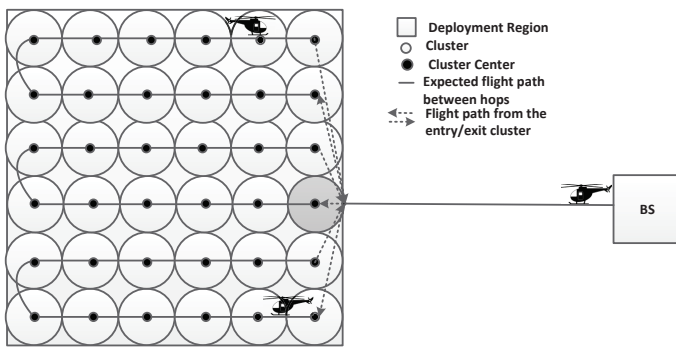 Deployment Region
Cluster
Cluster Center
Expected flight path
between hops
Flight path from the
entry/exit cluster
BS